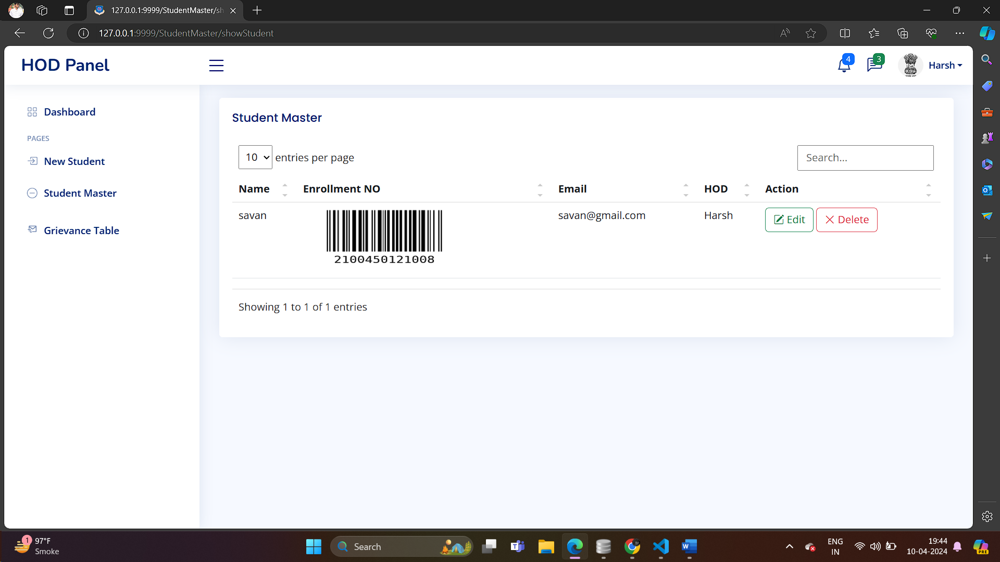 127.0.0.1:9999/StudentMaster/sh
127.0.0.1:9999/StudentMaster/showStudent
HOD Panel
4
3
Harsh
Dashboard
PAGES
New Student
Student Master
Grievance Table
Student Master
10 entries per page
Search...
Name Enrollment NO Email HOD Action
savan savan@gmail.com Harsh Edit Delete
2100450121008
Showing 1 to 1 of 1 entries
1
97°F
Smoke
Search
ENG
IN
19:44
10-04-2024
PRE